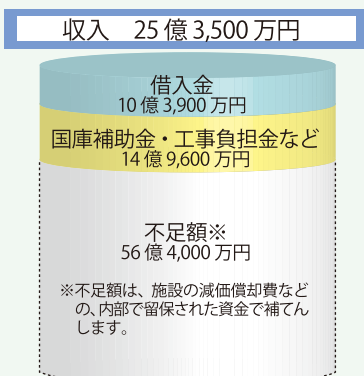 収入　25 億 3,500 万円
借入金
10 億 3,900 万円
国庫補助金・工事負担金など
14 億 9,600 万円
不足額※
56 億 4,000 万円
※不足額は、施設の減価償却費など
の、内部で留保された資金で補てん
します。